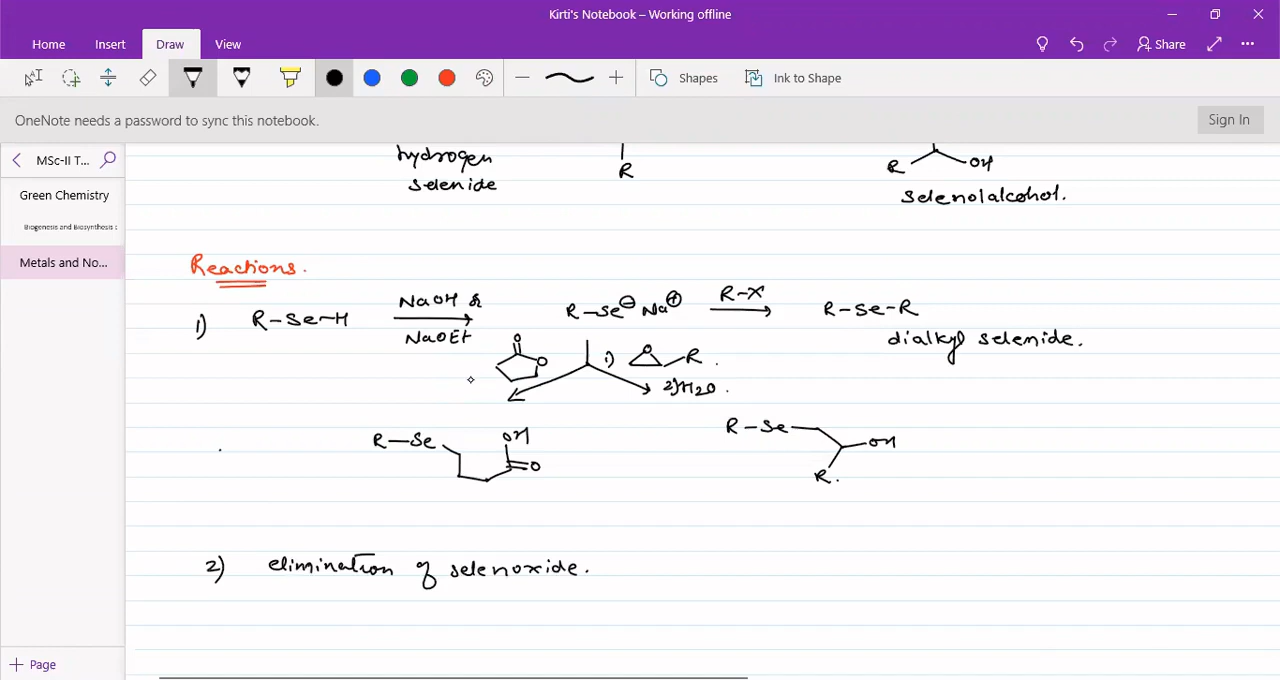 Kirti's Notebook – Working offline
Home Insert Draw View Share
Shapes Ink to Shape
OneNote needs a password to sync this notebook. Sign In
MSc-II T...
Green Chemistry
Biogenesis and Biosynthesis :
Metals and No...
Page
hydrogen
selenide
R
R OH
selenolalcohol.
Reactions.
1) R-Se-H NaOH & NaOEt R-Se⊖ Na⊕ R-X R-Se-R
dialkyl selenide.
O O
1) O R .
2) H2O .
R-Se OH O
R-Se OH R.
2) elimination of selenoxide.